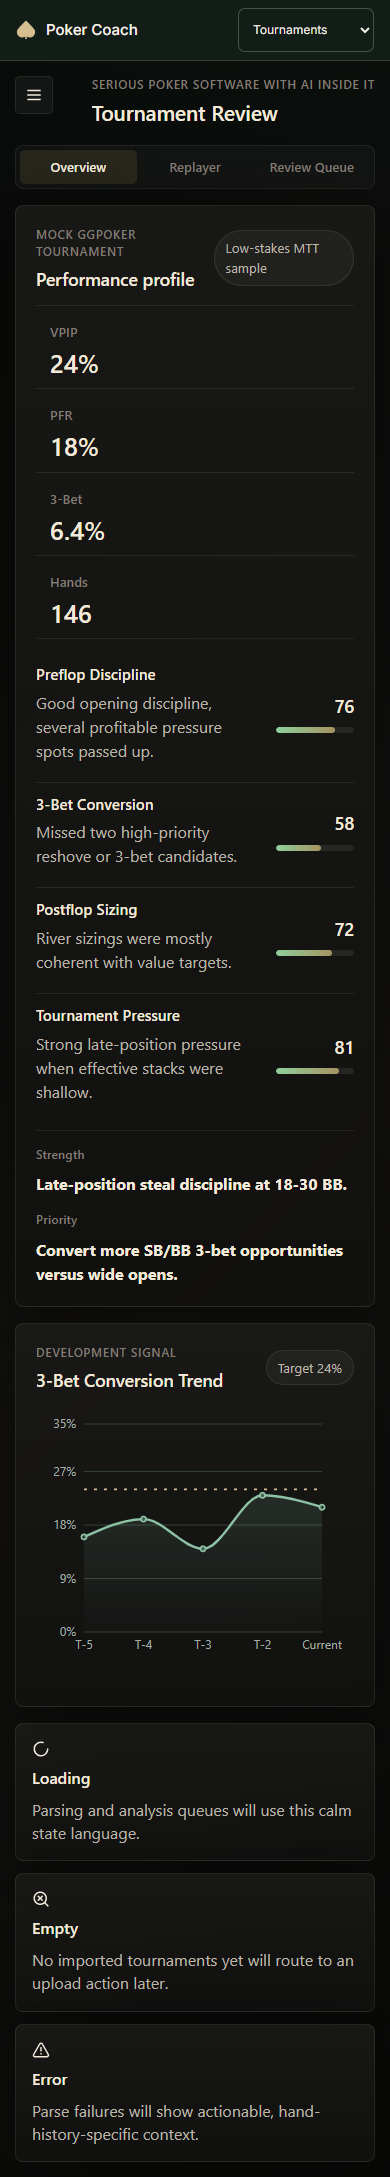 Poker Coach
Tournaments
SERIOUS POKER SOFTWARE WITH AI INSIDE IT
Tournament Review
Overview
Replayer
Review Queue
MOCK GGPOKER
TOURNAMENT
Performance profile
Low-stakes MTT
sample
VPIP
24%
PFR
18%
3-Bet
6.4%
Hands
146
Preflop Discipline
Good opening discipline,
several profitable pressure
spots passed up.
76
3-Bet Conversion
Missed two high-priority
reshove or 3-bet candidates.
58
Postflop Sizing
River sizings were mostly
coherent with value targets.
72
Tournament Pressure
Strong late-position pressure
when effective stacks were
shallow.
81
Strength
Late-position steal discipline at 18-30 BB.
Priority
Convert more SB/BB 3-bet opportunities
versus wide opens.
DEVELOPMENT SIGNAL
3-Bet Conversion Trend
Target 24%
35%
27%
18%
9%
0%
T-5
T-4
T-3
T-2
Current
Loading
Parsing and analysis queues will use this calm
state language.
Empty
No imported tournaments yet will route to an
upload action later.
Error
Parse failures will show actionable, hand-
history-specific context.